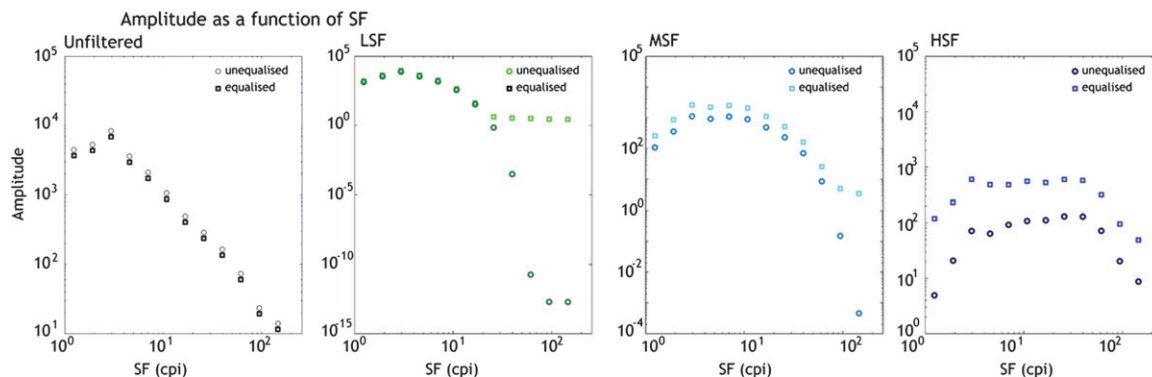 Amplitude as a function of SF
Unfiltered
10^5
10^4
10^3
10^2
10^1
Amplitude
unequalised
equalised
10^0 10^1 10^2
SF (cpi)
LSF
10^5
10^0
10^-5
10^-10
10^-15
unequalised
equalised
10^0 10^1 10^2
SF (cpi)
MSF
10^4
10^2
10^0
10^-2
10^-4
unequalised
equalised
10^0 10^1 10^2
SF (cpi)
HSF
10^5
10^4
10^3
10^2
10^1
10^0
unequalised
equalised
10^0 10^1 10^2
SF (cpi)